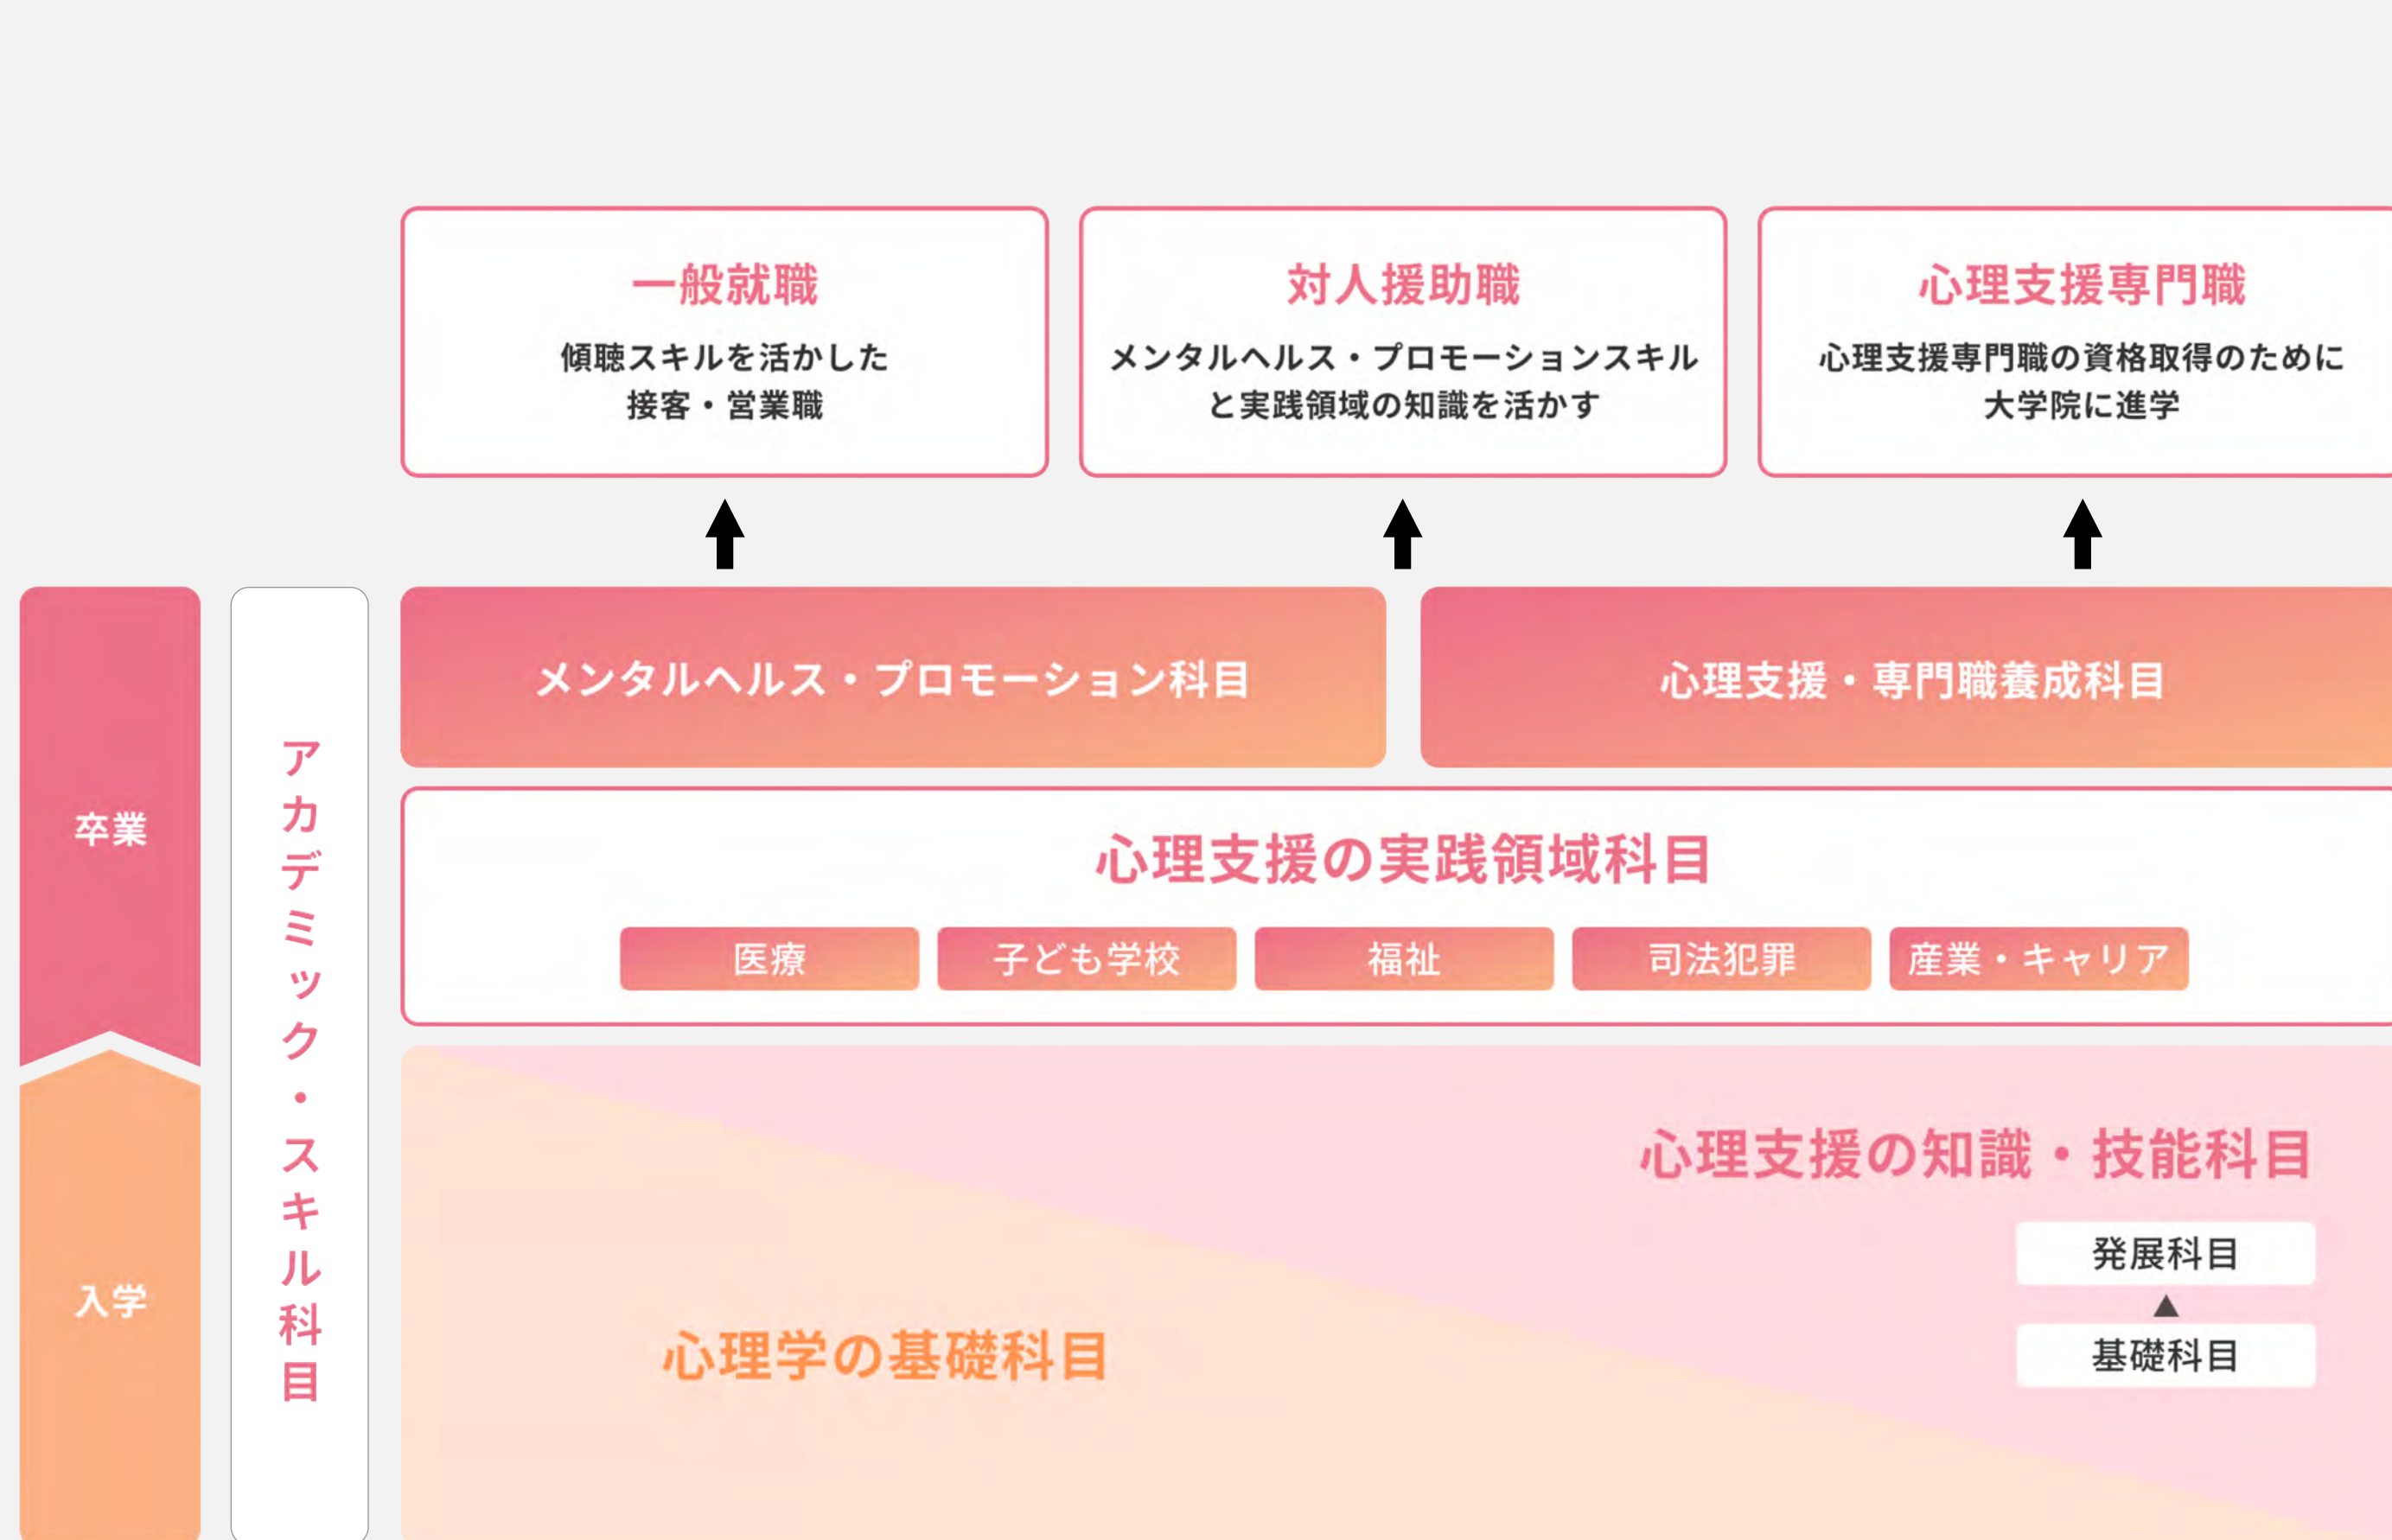 一般就職
傾聴スキルを活かした
接客・営業職
対人援助職
メンタルヘルス・プロモーションスキル
と実践領域の知識を活かす
心理支援専門職
心理支援専門職の資格取得のために
大学院に進学
卒業
入学
アカデミック・スキル科目
メンタルヘルス・プロモーション科目
心理支援・専門職養成科目
心理支援の実践領域科目
医療
子ども学校
福祉
司法犯罪
産業・キャリア
心理支援の知識・技能科目
発展科目
▲
基礎科目
心理学の基礎科目